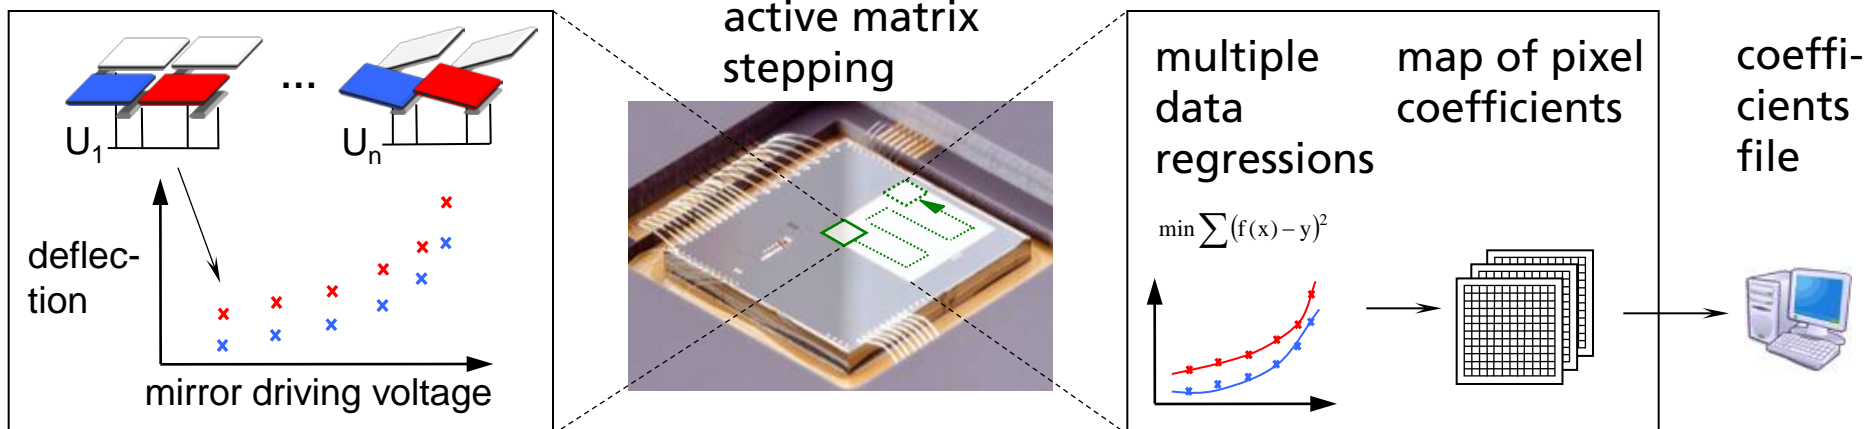 U1
...
Un
deflec-
tion
mirror driving voltage
active matrix
stepping
multiple
data
regressions
min∑(f(x)−y)²
map of pixel
coefficients
coeffi-
cients
file